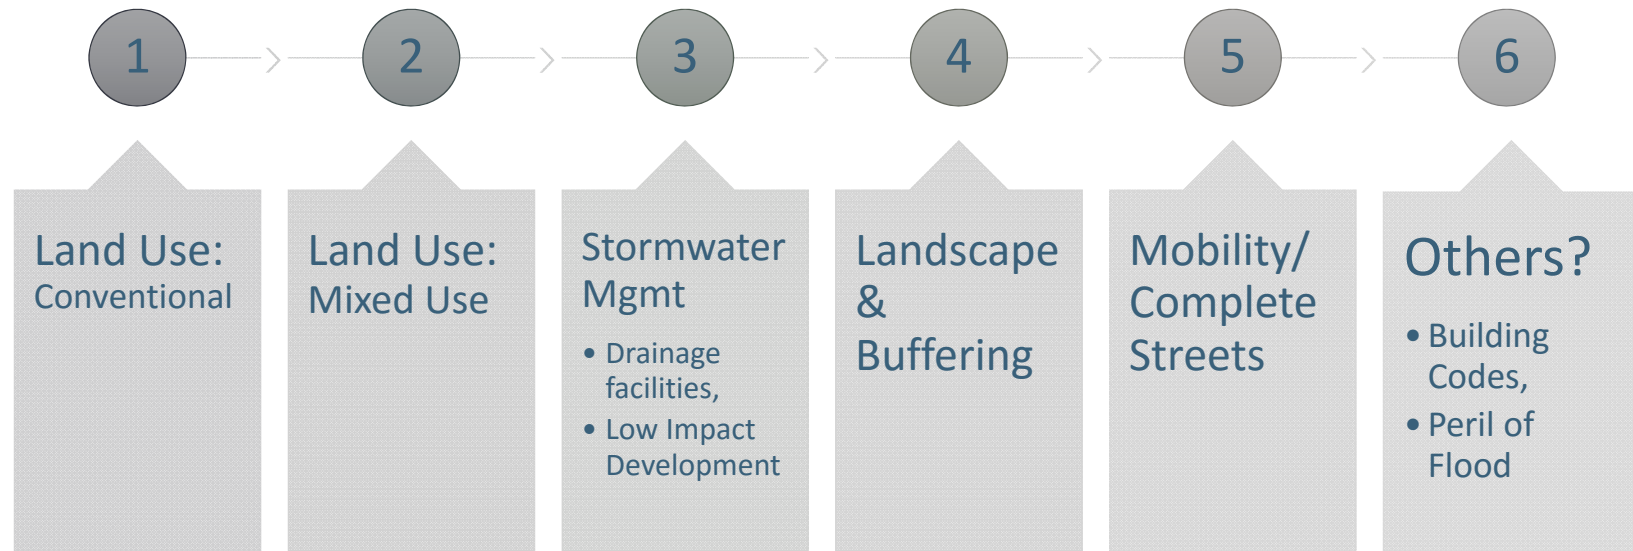 1
2
3
4
5
6
Land Use:
Conventional
Land Use:
Mixed Use
Stormwater
Mgmt
• Drainage
facilities,
• Low Impact
Development
Landscape
&
Buffering
Mobility/
Complete
Streets
Others?
• Building
Codes,
• Peril of
Flood